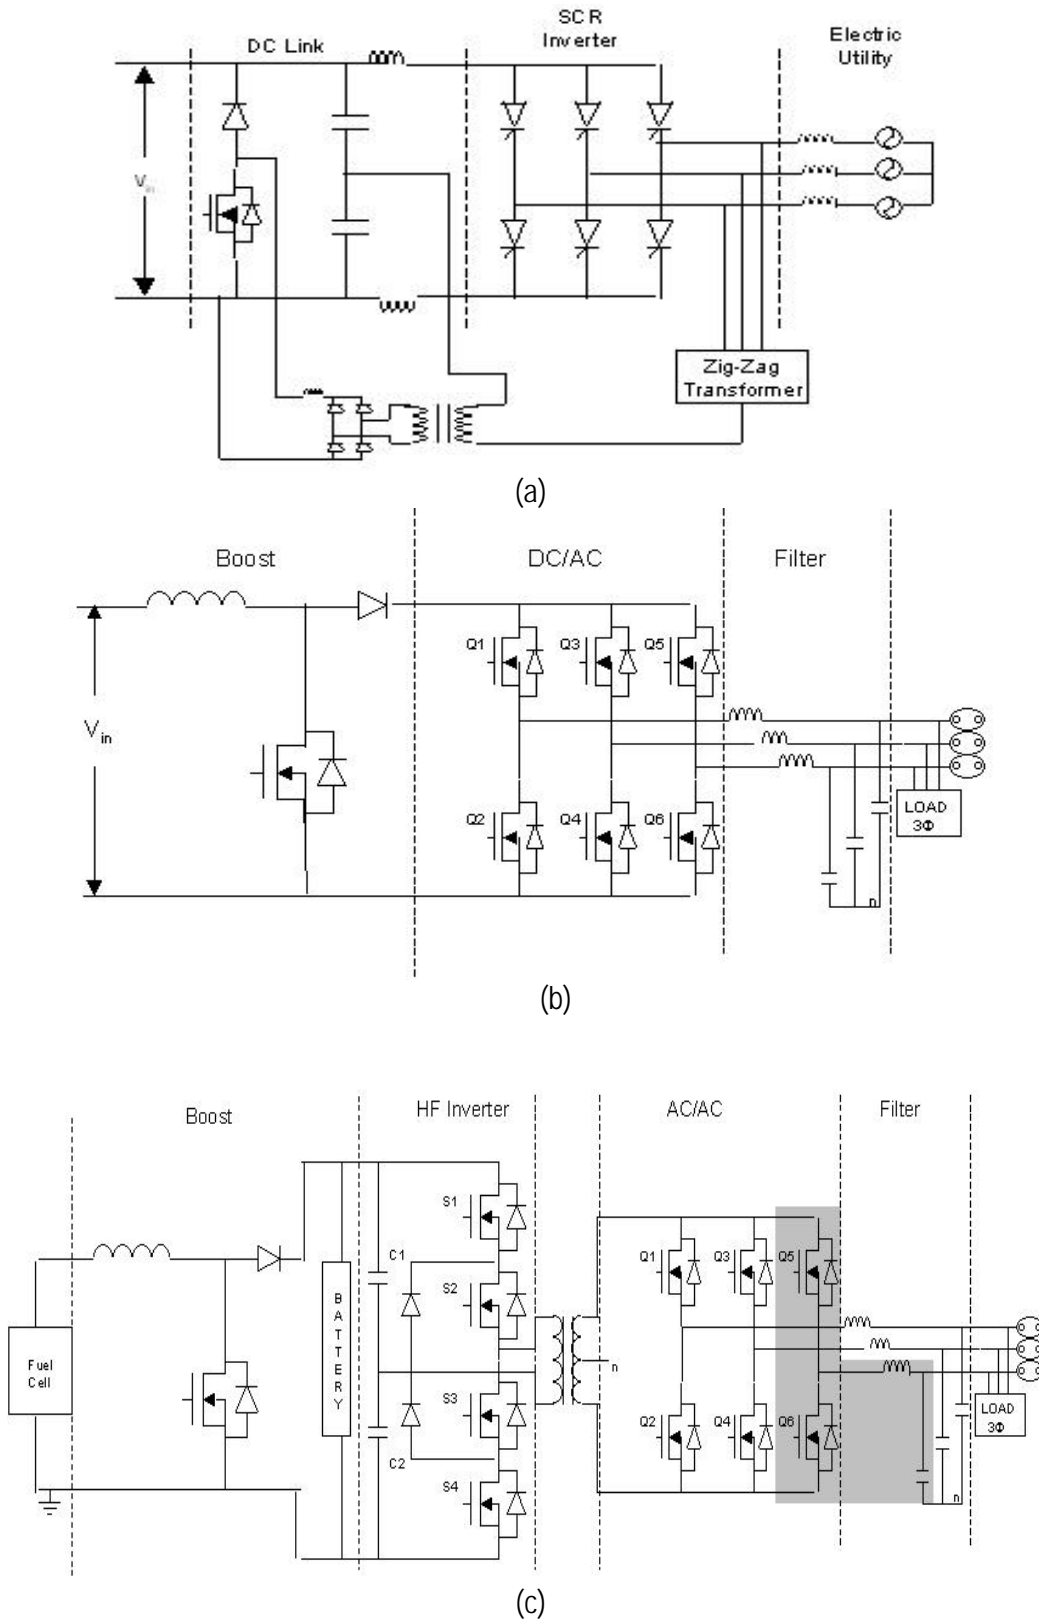 SCR
Inverter
Electric
Utility
DC Link
Vin
Zig-Zag
Transformer
(a)
Boost
DC/AC
Filter
Q1
Q3
Q5
Vin
Q2
Q4
Q6
LOAD
3Φ
n
(b)
Boost
HF Inverter
AC/AC
Filter
S1
C1
S2
Q1
Q3
Q5
BATTERY
n
Fuel
Cell
S3
Q2
Q4
Q6
LOAD
3Φ
C2
S4
n
(c)